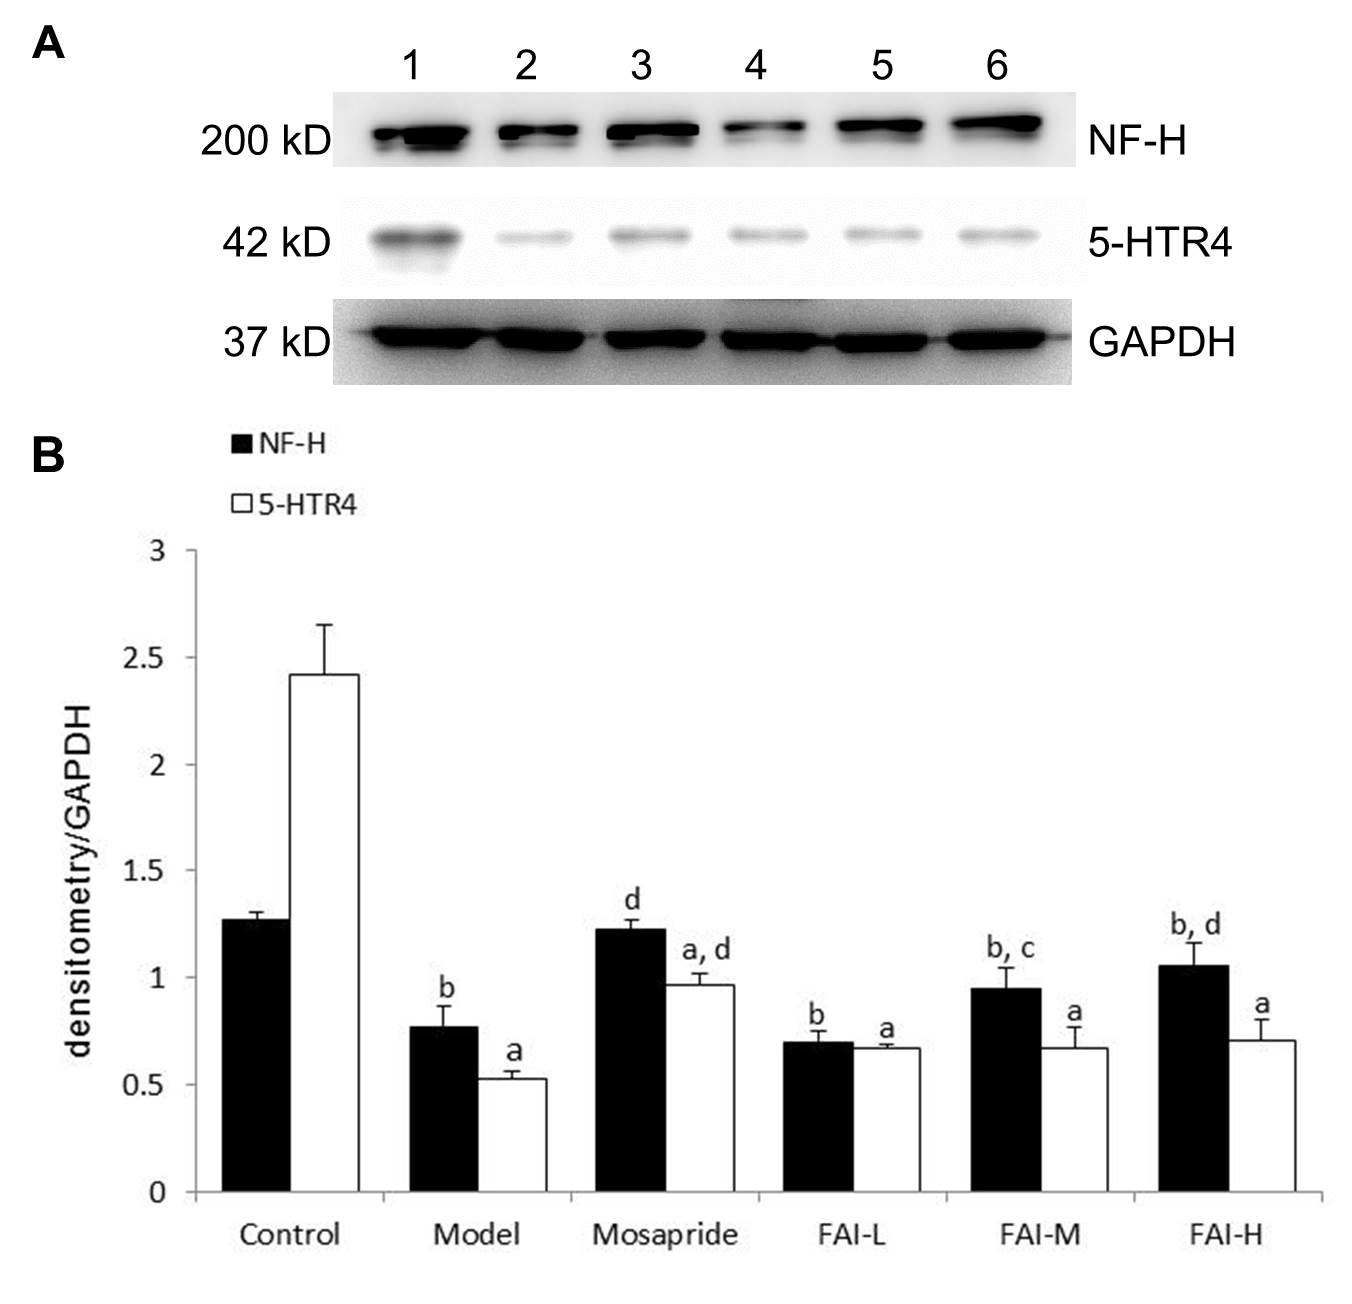 A
1 2 3 4 5 6
200 kD NF-H
42 kD 5-HTR4
37 kD GAPDH
B
NF-H
5-HTR4
densitometry/GAPDH
3
2.5
2
1.5
1
0.5
0
b
a
d
a, d
b
a
b, c
a
b, d
a
Control Model Mosapride FAI-L FAI-M FAI-H